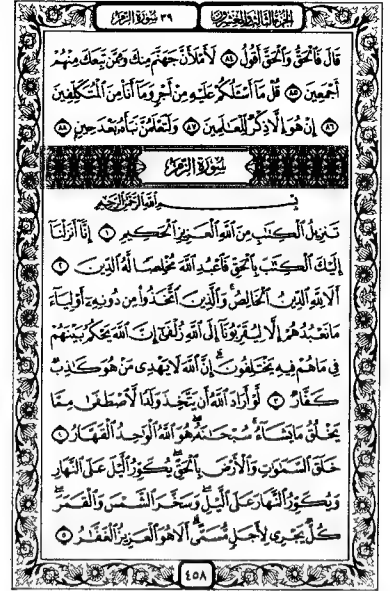 الجزء الثالث والعشرون
٣٩ سورة الزمر
قَالَ فَٱلْحَقُّ وَٱلْحَقَّ أَقُولُ ٨٤ لَأَمْلَأَنَّ جَهَنَّمَ مِنكَ وَمِمَّن تَبِعَكَ مِنْهُمْ
أَجْمَعِينَ ٨٥ قُلْ مَآ أَسْـَٔلُكُمْ عَلَيْهِ مِنْ أَجْرٍ وَمَآ أَنَا۠ مِنَ ٱلْمُتَكَلِّفِينَ
٨٦ إِنْ هُوَ إِلَّا ذِكْرٌ لِّلْعَٰلَمِينَ ٨٧ وَلَتَعْلَمُنَّ نَبَأَهُۥ بَعْدَ حِينٍۭ ٨٨
سُورَةُ الزُّمَرِ
بِسْمِ ٱللَّهِ ٱلرَّحْمَٰنِ ٱلرَّحِيمِ
تَنزِيلُ ٱلْكِتَٰبِ مِنَ ٱللَّهِ ٱلْعَزِيزِ ٱلْحَكِيمِ ١ إِنَّآ أَنزَلْنَآ
إِلَيْكَ ٱلْكِتَٰبَ بِٱلْحَقِّ فَٱعْبُدِ ٱللَّهَ مُخْلِصًا لَّهُ ٱلدِّينَ ٢
أَلَا لِلَّهِ ٱلدِّينُ ٱلْخَالِصُ ۚ وَٱلَّذِينَ ٱتَّخَذُوا۟ مِن دُونِهِۦٓ أَوْلِيَآءَ
مَا نَعْبُدُهُمْ إِلَّا لِيُقَرِّبُونَآ إِلَى ٱللَّهِ زُلْفَىٰٓ إِنَّ ٱللَّهَ يَحْكُمُ بَيْنَهُمْ
فِى مَا هُمْ فِيهِ يَخْتَلِفُونَ ۗ إِنَّ ٱللَّهَ لَا يَهْدِى مَنْ هُوَ كَٰذِبٌ
كَفَّارٌ ٣ لَّوْ أَرَادَ ٱللَّهُ أَن يَتَّخِذَ وَلَدًا لَّٱصْطَفَىٰ مِمَّا
يَخْلُقُ مَا يَشَآءُ ۚ سُبْحَٰنَهُۥ ۖ هُوَ ٱللَّهُ ٱلْوَٰحِدُ ٱلْقَهَّارُ ٤
خَلَقَ ٱلسَّمَٰوَٰتِ وَٱلْأَرْضَ بِٱلْحَقِّ ۖ يُكَوِّرُ ٱلَّيْلَ عَلَى ٱلنَّهَارِ
وَيُكَوِّرُ ٱلنَّهَارَ عَلَى ٱلَّيْلِ ۖ وَسَخَّرَ ٱلشَّمْسَ وَٱلْقَمَرَ ۖ
كُلٌّ يَجْرِى لِأَجَلٍ مُّسَمًّى ۗ أَلَا هُوَ ٱلْعَزِيزُ ٱلْغَفَّٰرُ ٥
٤٥٨